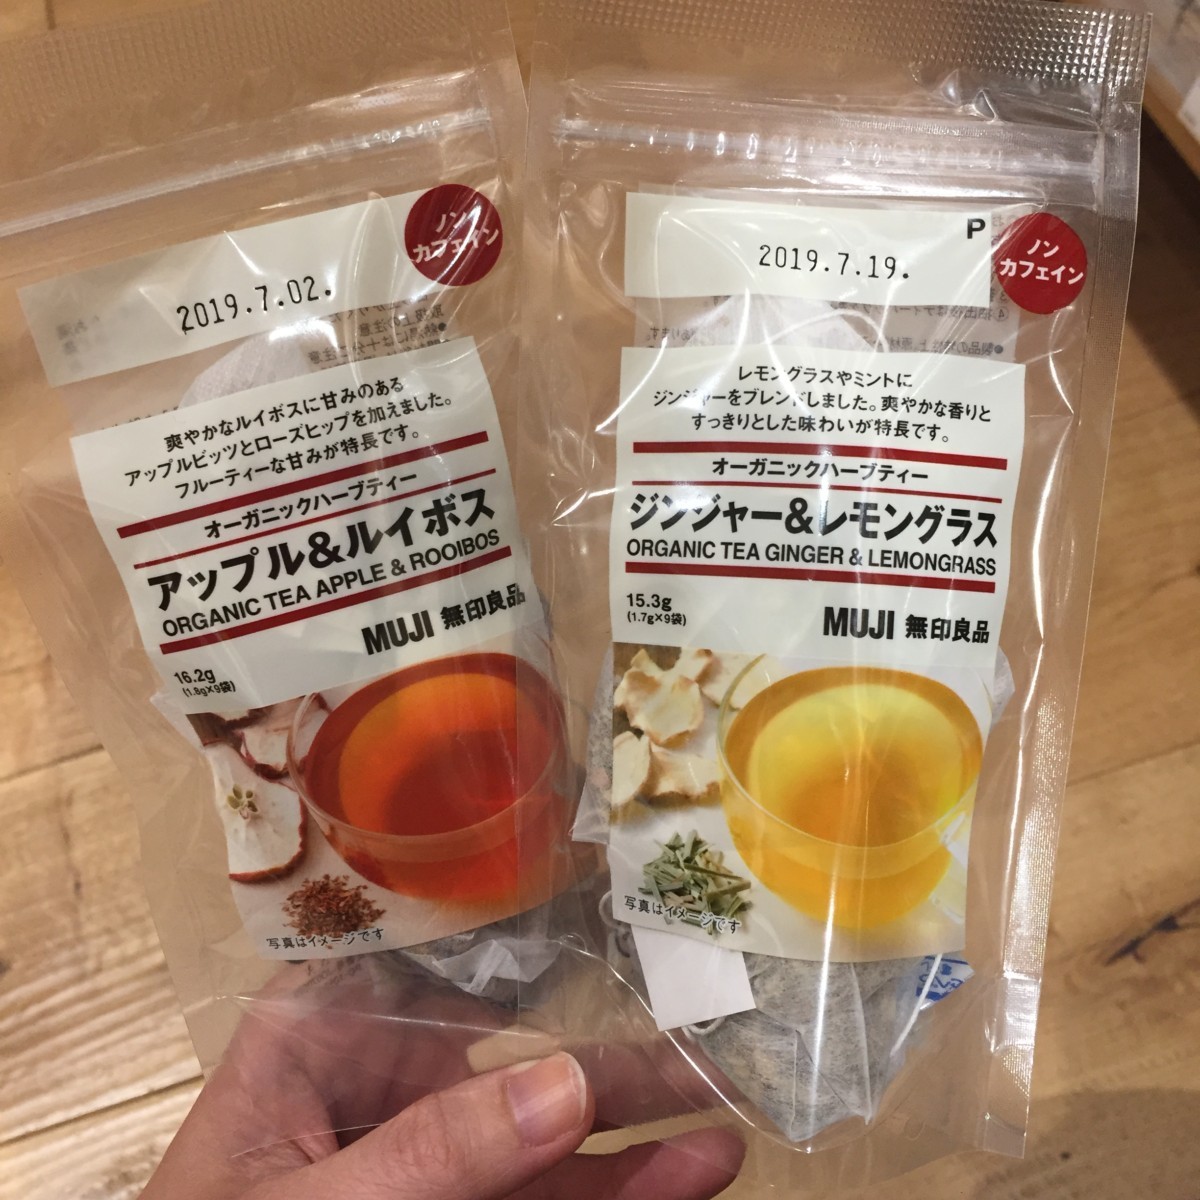 ノン
カフェイン
2019.7.02.
爽やかなルイボスに甘みのある
アップルビッツとローズヒップを加えました。
フルーティーな甘みが特長です。
オーガニックハーブティー
アップル&ルイボス
ORGANIC TEA APPLE & ROOIBOS
MUJI 無印良品
16.2g
(1.8g×9袋)
写真はイメージです
P
ノン
カフェイン
2019.7.19.
レモングラスやミントに
ジンジャーをブレンドしました。爽やかな香りと
すっきりとした味わいが特長です。
オーガニックハーブティー
ジンジャー&レモングラス
ORGANIC TEA GINGER & LEMONGRASS
15.3g
(1.7g×9袋)
MUJI 無印良品
写真はイメージです